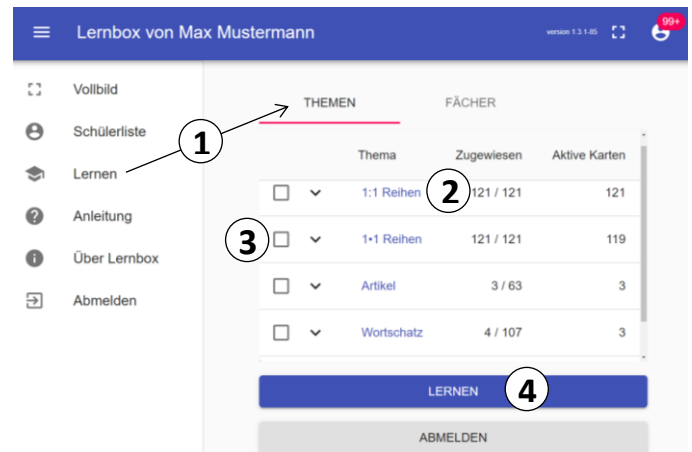 Lernbox von Max Mustermann
version 1.3.1-85
99+
Vollbild
Schülerliste
Lernen
Anleitung
Über Lernbox
Abmelden
1
THEMEN FÄCHER
Thema Zugewiesen Aktive Karten
1:1 Reihen 2 121 / 121 121
3 1•1 Reihen 121 / 121 119
Artikel 3 / 63 3
Wortschatz 4 / 107 3
LERNEN 4
ABMELDEN